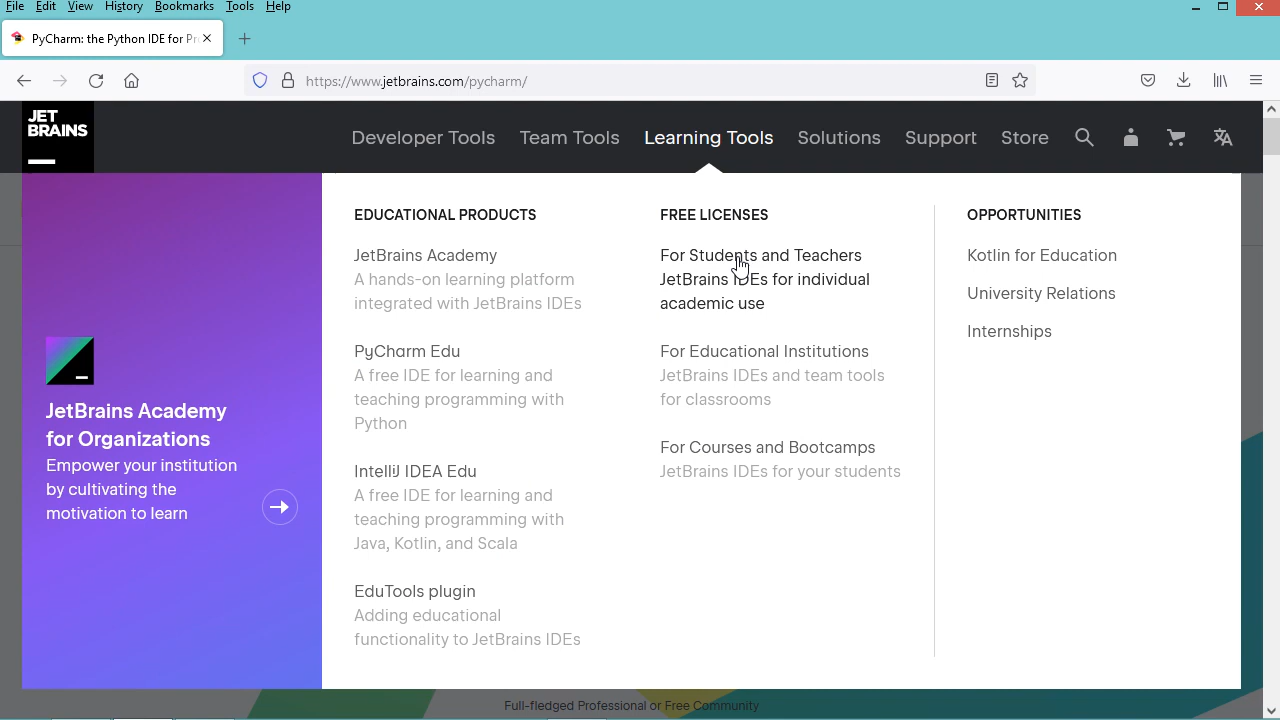 File Edit View History Bookmarks Tools Help
PyCharm: the Python IDE for Pr
https://www.jetbrains.com/pycharm/
JET
BRAINS
Developer Tools Team Tools Learning Tools Solutions Support Store
EDUCATIONAL PRODUCTS
JetBrains Academy
A hands-on learning platform
integrated with JetBrains IDEs
PyCharm Edu
A free IDE for learning and
teaching programming with
Python
IntelliJ IDEA Edu
A free IDE for learning and
teaching programming with
Java, Kotlin, and Scala
EduTools plugin
Adding educational
functionality to JetBrains IDEs
FREE LICENSES
For Students and Teachers
JetBrains IDEs for individual
academic use
For Educational Institutions
JetBrains IDEs and team tools
for classrooms
For Courses and Bootcamps
JetBrains IDEs for your students
OPPORTUNITIES
Kotlin for Education
University Relations
Internships
JetBrains Academy
for Organizations
Empower your institution
by cultivating the
motivation to learn
Full-fledged Professional or Free Community